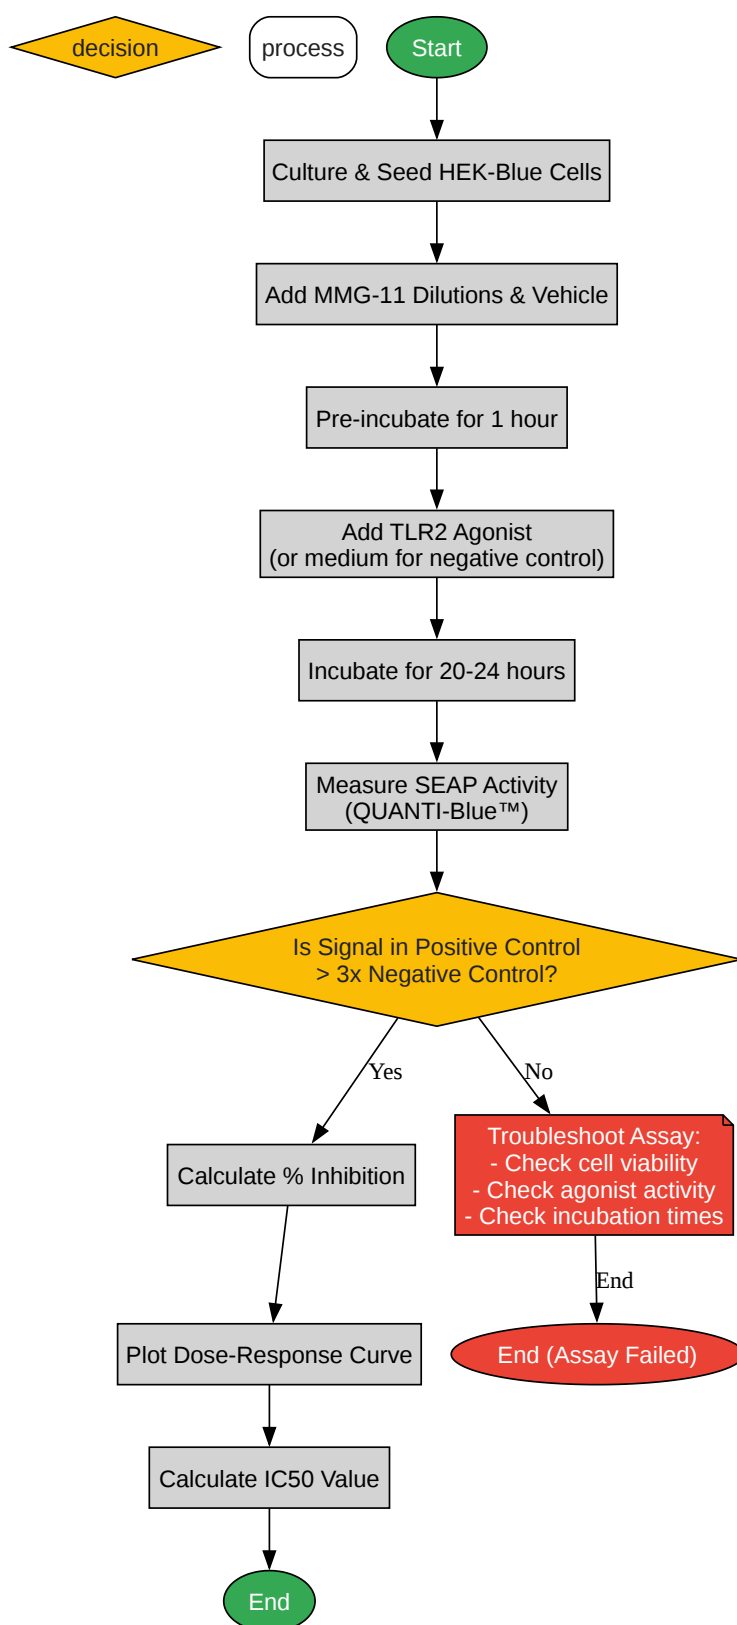 decision
process
Start
Culture & Seed HEK-Blue Cells
Add MMG-11 Dilutions & Vehicle
Pre-incubate for 1 hour
Add TLR2 Agonist
(or medium for negative control)
Incubate for 20-24 hours
Measure SEAP Activity
(QUANTI-Blue™)
Is Signal in Positive Control
> 3x Negative Control?
Yes
No
Calculate % Inhibition
Troubleshoot Assay:
- Check cell viability
- Check agonist activity
- Check incubation times
End
Plot Dose-Response Curve
End (Assay Failed)
Calculate IC50 Value
End